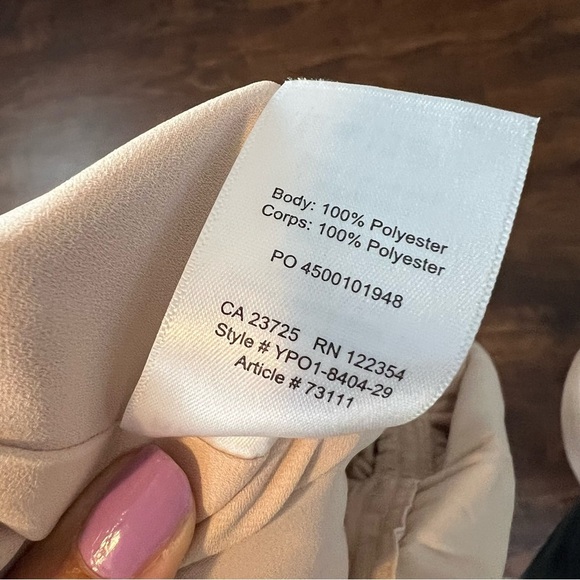 Body: 100% Polyester
Corps: 100% Polyester
PO 4500101948
CA 23725 RN 122354
Style # YPO1-8404-29
Article # 73111